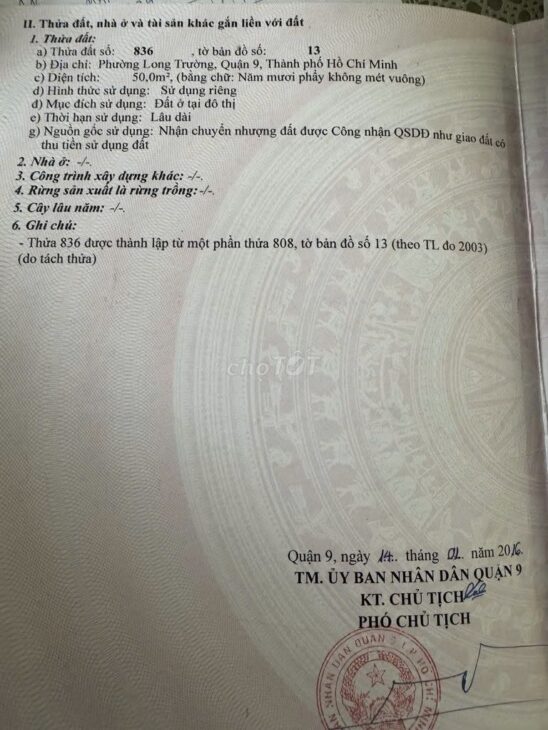 II. Thửa đất, nhà ở và tài sản khác gắn liền với đất
1. Thửa đất:
a) Thửa đất số: 836 , tờ bản đồ số: 13
b) Địa chỉ: Phường Long Trường, Quận 9, Thành phố Hồ Chí Minh
c) Diện tích: 50,0m², (bằng chữ: Năm mươi phẩy không mét vuông)
d) Hình thức sử dụng: Sử dụng riêng
đ) Mục đích sử dụng: Đất ở tại đô thị
e) Thời hạn sử dụng: Lâu dài
g) Nguồn gốc sử dụng: Nhận chuyển nhượng đất được Công nhận QSDĐ như giao đất có
thu tiền sử dụng đất
2. Nhà ở: -/-.
3. Công trình xây dựng khác: -/-.
4. Rừng sản xuất là rừng trồng:-/-.
5. Cây lâu năm: -/-.
6. Ghi chú:
- Thửa 836 được thành lập từ một phần thửa 808, tờ bản đồ số 13 (theo TL đo 2003)
(do tách thửa)
chợTỐT
Quận 9, ngày 14.. tháng 01.. năm 2016.
TM. ỦY BAN NHÂN DÂN QUẬN 9
KT. CHỦ TỊCH
PHÓ CHỦ TỊCH
BAN NHÂN DÂN QUẬN 9 T.P HỒ CHÍ MINH